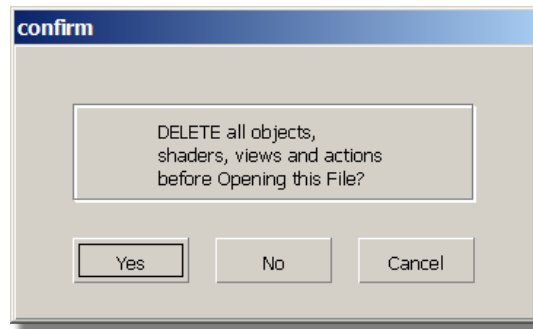 confirm
DELETE all objects,
shaders, views and actions
before Opening this File?
Yes No Cancel